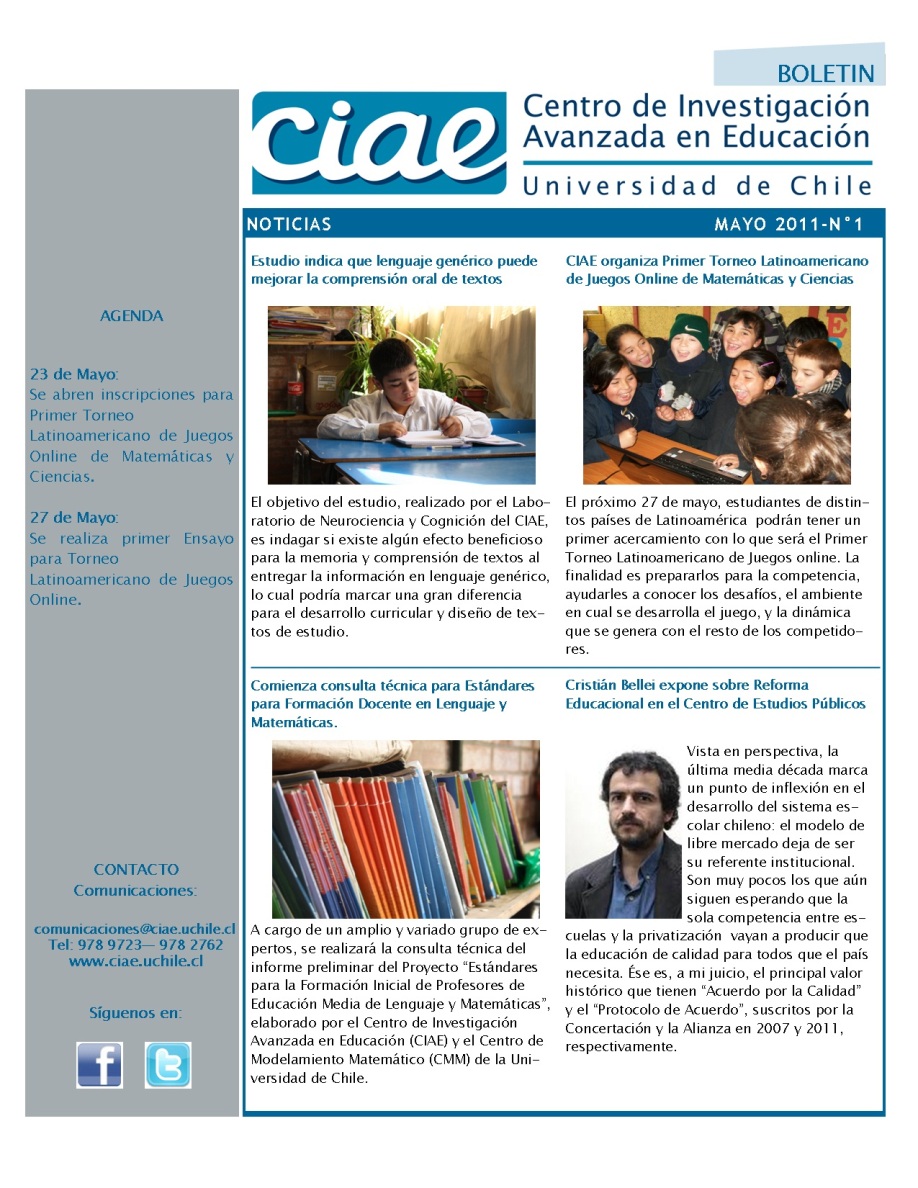 BOLETIN
ciae
Centro de Investigación
Avanzada en Educación
Universidad de Chile
NOTICIAS
MAYO 2011-N°1
AGENDA
23 de Mayo:
Se abren inscripciones para
Primer Torneo
Latinoamericano de Juegos
Online de Matemáticas y
Ciencias.
27 de Mayo:
Se realiza primer Ensayo
para Torneo
Latinoamericano de Juegos
Online.
CONTACTO
Comunicaciones:
comunicaciones@ciae.uchile.cl
Tel: 978 9723— 978 2762
www.ciae.uchile.cl
Síguenos en:
Estudio indica que lenguaje genérico puede
mejorar la comprensión oral de textos
El objetivo del estudio, realizado por el Labo-
ratorio de Neurociencia y Cognición del CIAE,
es indagar si existe algún efecto beneficioso
para la memoria y comprensión de textos al
entregar la información en lenguaje genérico,
lo cual podría marcar una gran diferencia
para el desarrollo curricular y diseño de tex-
tos de estudio.
CIAE organiza Primer Torneo Latinoamericano
de Juegos Online de Matemáticas y Ciencias
El próximo 27 de mayo, estudiantes de distin-
tos países de Latinoamérica podrán tener un
primer acercamiento con lo que será el Primer
Torneo Latinoamericano de Juegos online. La
finalidad es prepararlos para la competencia,
ayudarles a conocer los desafíos, el ambiente
en cual se desarrolla el juego, y la dinámica
que se genera con el resto de los competido-
res.
Comienza consulta técnica para Estándares
para Formación Docente en Lenguaje y
Matemáticas.
A cargo de un amplio y variado grupo de ex-
pertos, se realizará la consulta técnica del
informe preliminar del Proyecto “Estándares
para la Formación Inicial de Profesores de
Educación Media de Lenguaje y Matemáticas”,
elaborado por el Centro de Investigación
Avanzada en Educación (CIAE) y el Centro de
Modelamiento Matemático (CMM) de la Uni-
versidad de Chile.
Cristián Bellei expone sobre Reforma
Educacional en el Centro de Estudios Públicos
Vista en perspectiva, la
última media década marca
un punto de inflexión en el
desarrollo del sistema es-
colar chileno: el modelo de
libre mercado deja de ser
su referente institucional.
Son muy pocos los que aún
siguen esperando que la
sola competencia entre es-
cuelas y la privatización vayan a producir que
la educación de calidad para todos que el país
necesita. Ése es, a mi juicio, el principal valor
histórico que tienen “Acuerdo por la Calidad”
y el “Protocolo de Acuerdo”, suscritos por la
Concertación y la Alianza en 2007 y 2011,
respectivamente.